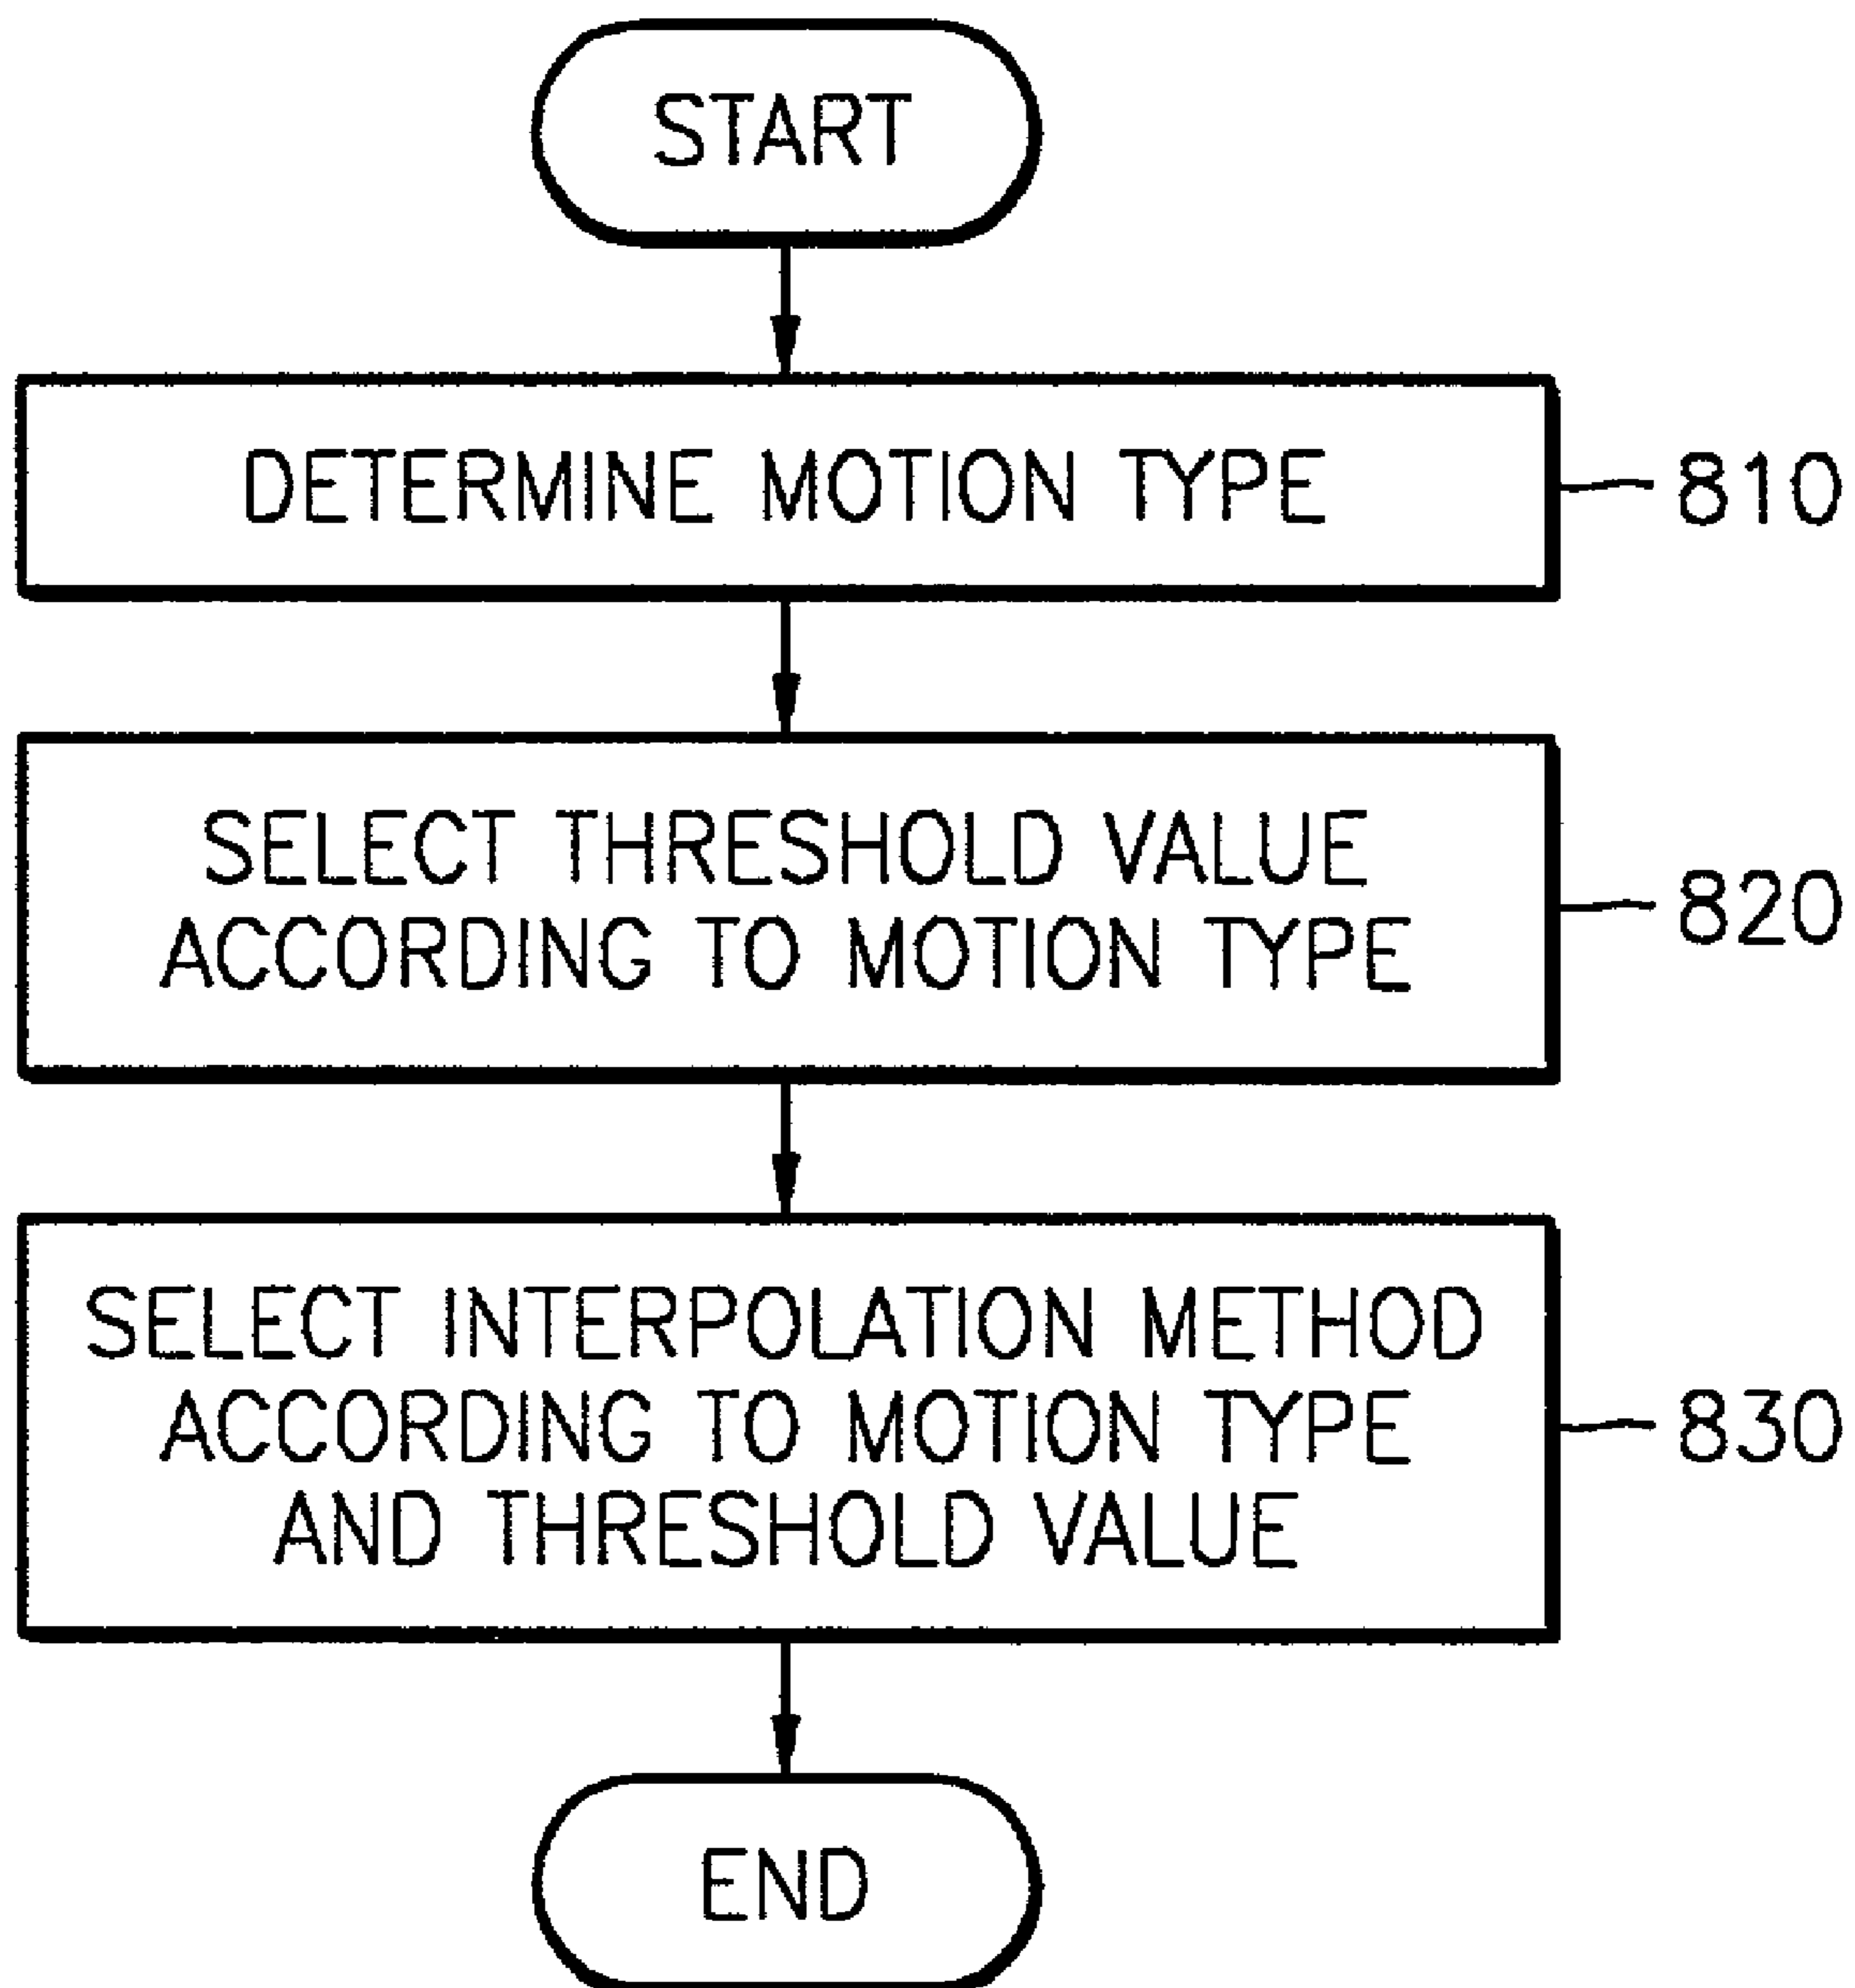 START
DETERMINE MOTION TYPE
810
SELECT THRESHOLD VALUE
ACCORDING TO MOTION TYPE
820
SELECT INTERPOLATION METHOD
ACCORDING TO MOTION TYPE
AND THRESHOLD VALUE
830
END